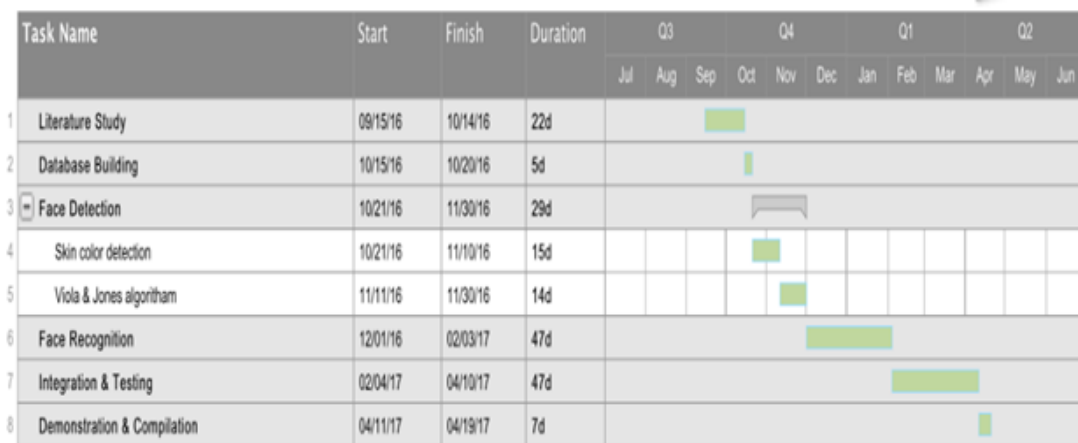 Task Name Start Finish Duration Q3 Q4 Q1 Q2
Jul Aug Sep Oct Nov Dec Jan Feb Mar Apr May Jun
1 Literature Study 09/15/16 10/14/16 22d
2 Database Building 10/15/16 10/20/16 5d
3 Face Detection 10/21/16 11/30/16 29d
4 Skin color detection 10/21/16 11/10/16 15d
5 Viola & Jones algoritham 11/11/16 11/30/16 14d
6 Face Recognition 12/01/16 02/03/17 47d
7 Integration & Testing 02/04/17 04/10/17 47d
8 Demonstration & Compilation 04/11/17 04/19/17 7d